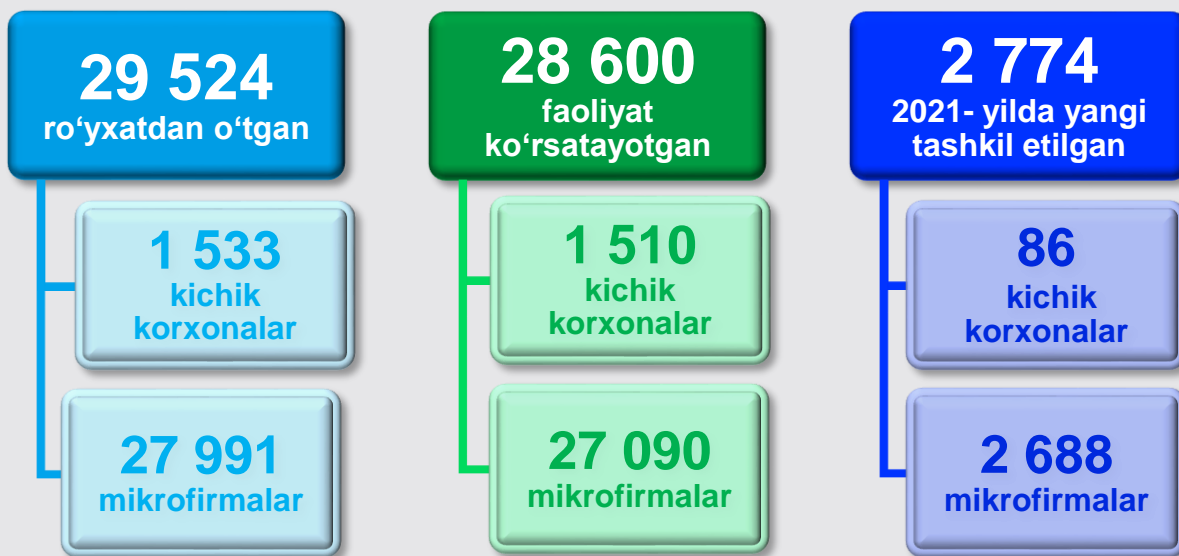 29 524
ro‘yxatdan o‘tgan
1 533
kichik
korxonalar
27 991
mikrofirmalar
28 600
faoliyat
ko‘rsatayotgan
1 510
kichik
korxonalar
27 090
mikrofirmalar
2 774
2021- yilda yangi
tashkil etilgan
86
kichik
korxonalar
2 688
mikrofirmalar